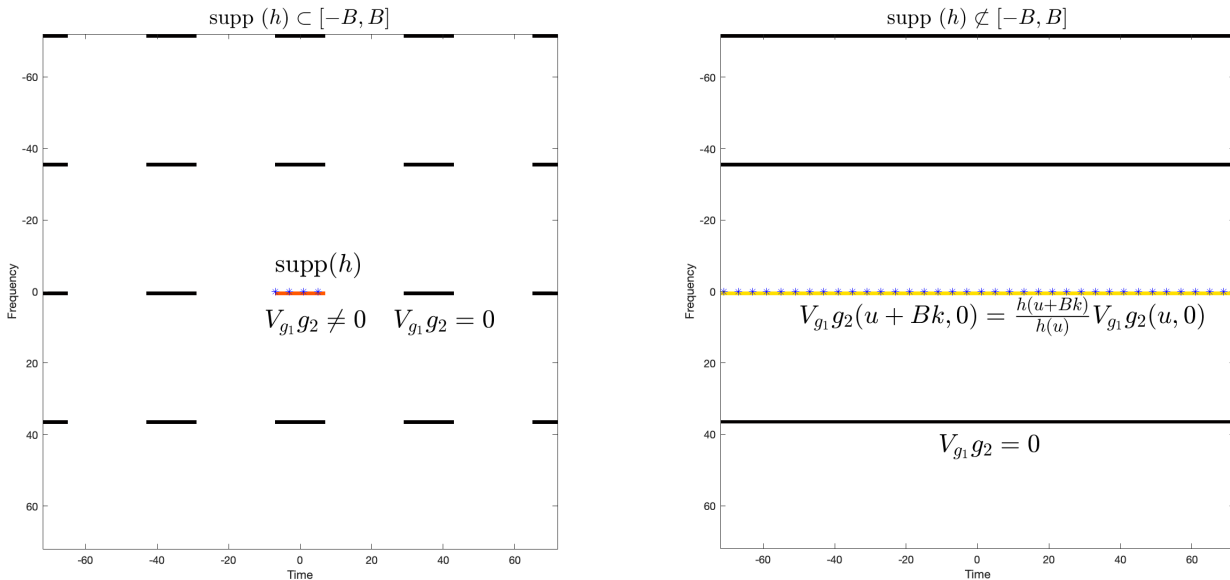 supp (h) ⊂ [−B, B]
-60
-40
-20
0
20
40
60
Frequency
-60
-40
-20
0
20
40
60
Time
supp(h)
V_{g_1}g_2 ≠ 0
V_{g_1}g_2 = 0
supp (h) ⊄ [−B, B]
-60
-40
-20
0
20
40
60
Frequency
-60
-40
-20
0
20
40
60
Time
V_{g_1}g_2(u + Bk, 0) = \frac{h(u+Bk)}{h(u)} V_{g_1}g_2(u, 0)
V_{g_1}g_2 = 0